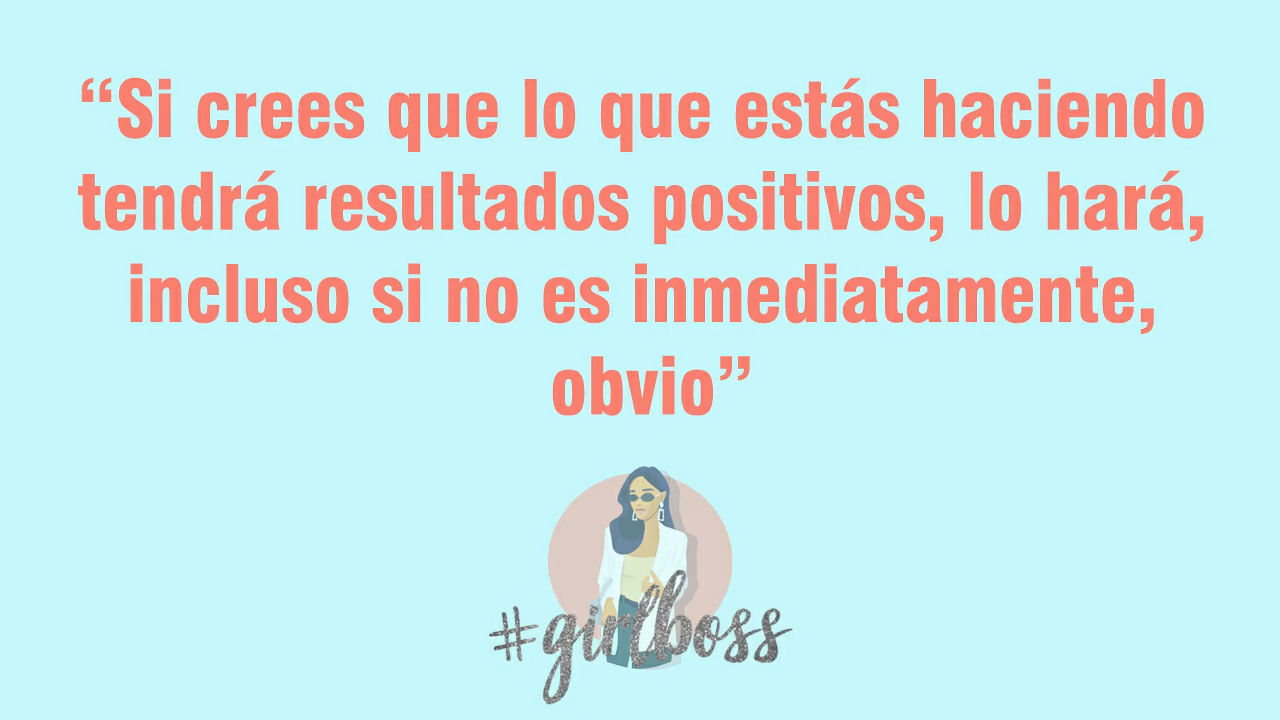 “Si crees que lo que estás haciendo
tendrá resultados positivos, lo hará,
incluso si no es inmediatamente,
obvio”
#girlboss